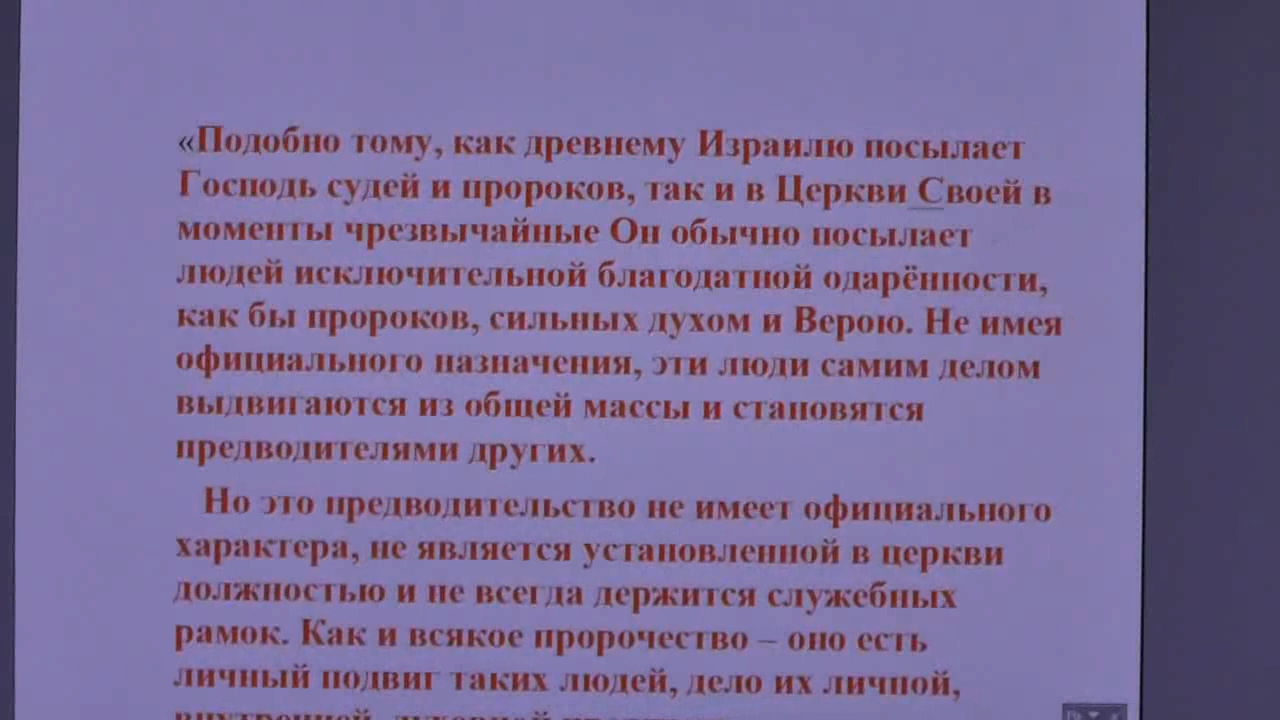 «Подобно тому, как древнему Израилю посылает
Господь судей и пророков, так и в Церкви Своей в
моменты чрезвычайные Он обычно посылает
людей исключительной благодатной одарённости,
как бы пророков, сильных духом и Верою. Не имея
официального назначения, эти люди самим делом
выдвигаются из общей массы и становятся
предводителями других.
Но это предводительство не имеет официального
характера, не является установленной в церкви
должностью и не всегда держится служебных
рамок. Как и всякое пророчество – оно есть
личный подвиг таких людей, дело их личной,